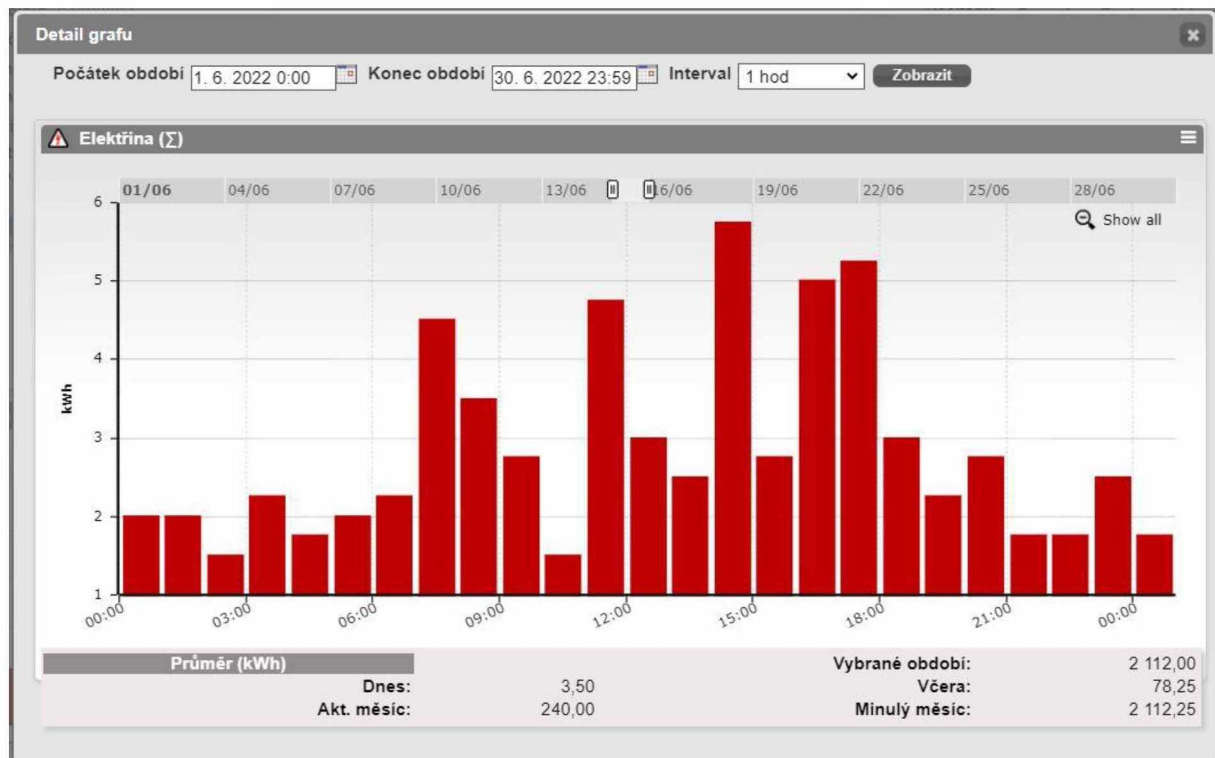 Detail grafu
Počátek období 1. 6. 2022 0:00 Konec období 30. 6. 2022 23:59 Interval 1 hod Zobrazit
Elektřina (∑)
01/06 04/06 07/06 10/06 13/06 16/06 19/06 22/06 25/06 28/06
Show all
6
5
4
3
2
1
kWh
00:00 03:00 06:00 09:00 12:00 15:00 18:00 21:00 00:00
Průměr (kWh) Vybrané období: 2 112,00
Dnes: 3,50 Včera: 78,25
Akt. měsíc: 240,00 Minulý měsíc: 2 112,25